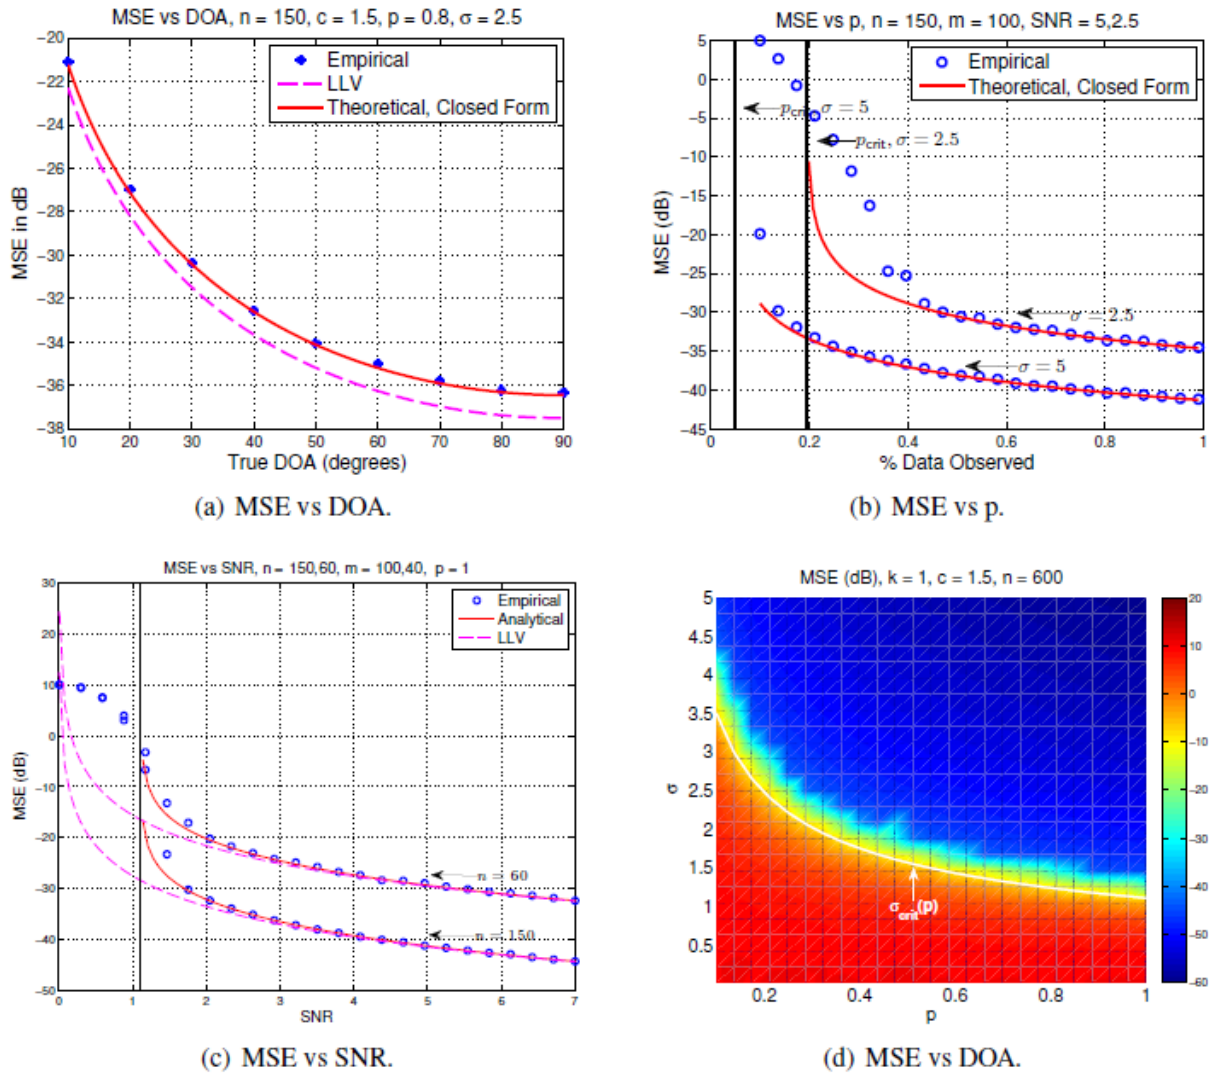 MSE vs DOA, n = 150, c = 1.5, p = 0.8, σ = 2.5
−20
−22
−24
−26
−28
−30
−32
−34
−36
−38
MSE in dB
Empirical
LLV
Theoretical, Closed Form
10 20 30 40 50 60 70 80 90
True DOA (degrees)
(a) MSE vs DOA.
MSE vs p, n = 150, m = 100, SNR = 5,2.5
5
0
−5
−10
−15
−20
−25
−30
−35
−40
−45
MSE (dB)
Empirical
Theoretical, Closed Form
p_crit, σ = 5
p_crit, σ = 2.5
σ = 2.5
σ = 5
0 0.2 0.4 0.6 0.8 1
% Data Observed
(b) MSE vs p.
MSE vs SNR, n = 150,60, m = 100,40, p = 1
30
20
10
0
−10
−20
−30
−40
−50
MSE (dB)
Empirical
Analytical
LLV
n = 60
n = 150
0 1 2 3 4 5 6 7
SNR
(c) MSE vs SNR.
MSE (dB), k = 1, c = 1.5, n = 600
5
4.5
4
3.5
3
2.5
2
1.5
1
0.5
σ
σ_crit(p)
0.2 0.4 0.6 0.8 1
p
20
10
0
−10
−20
−30
−40
−50
−60
(d) MSE vs DOA.